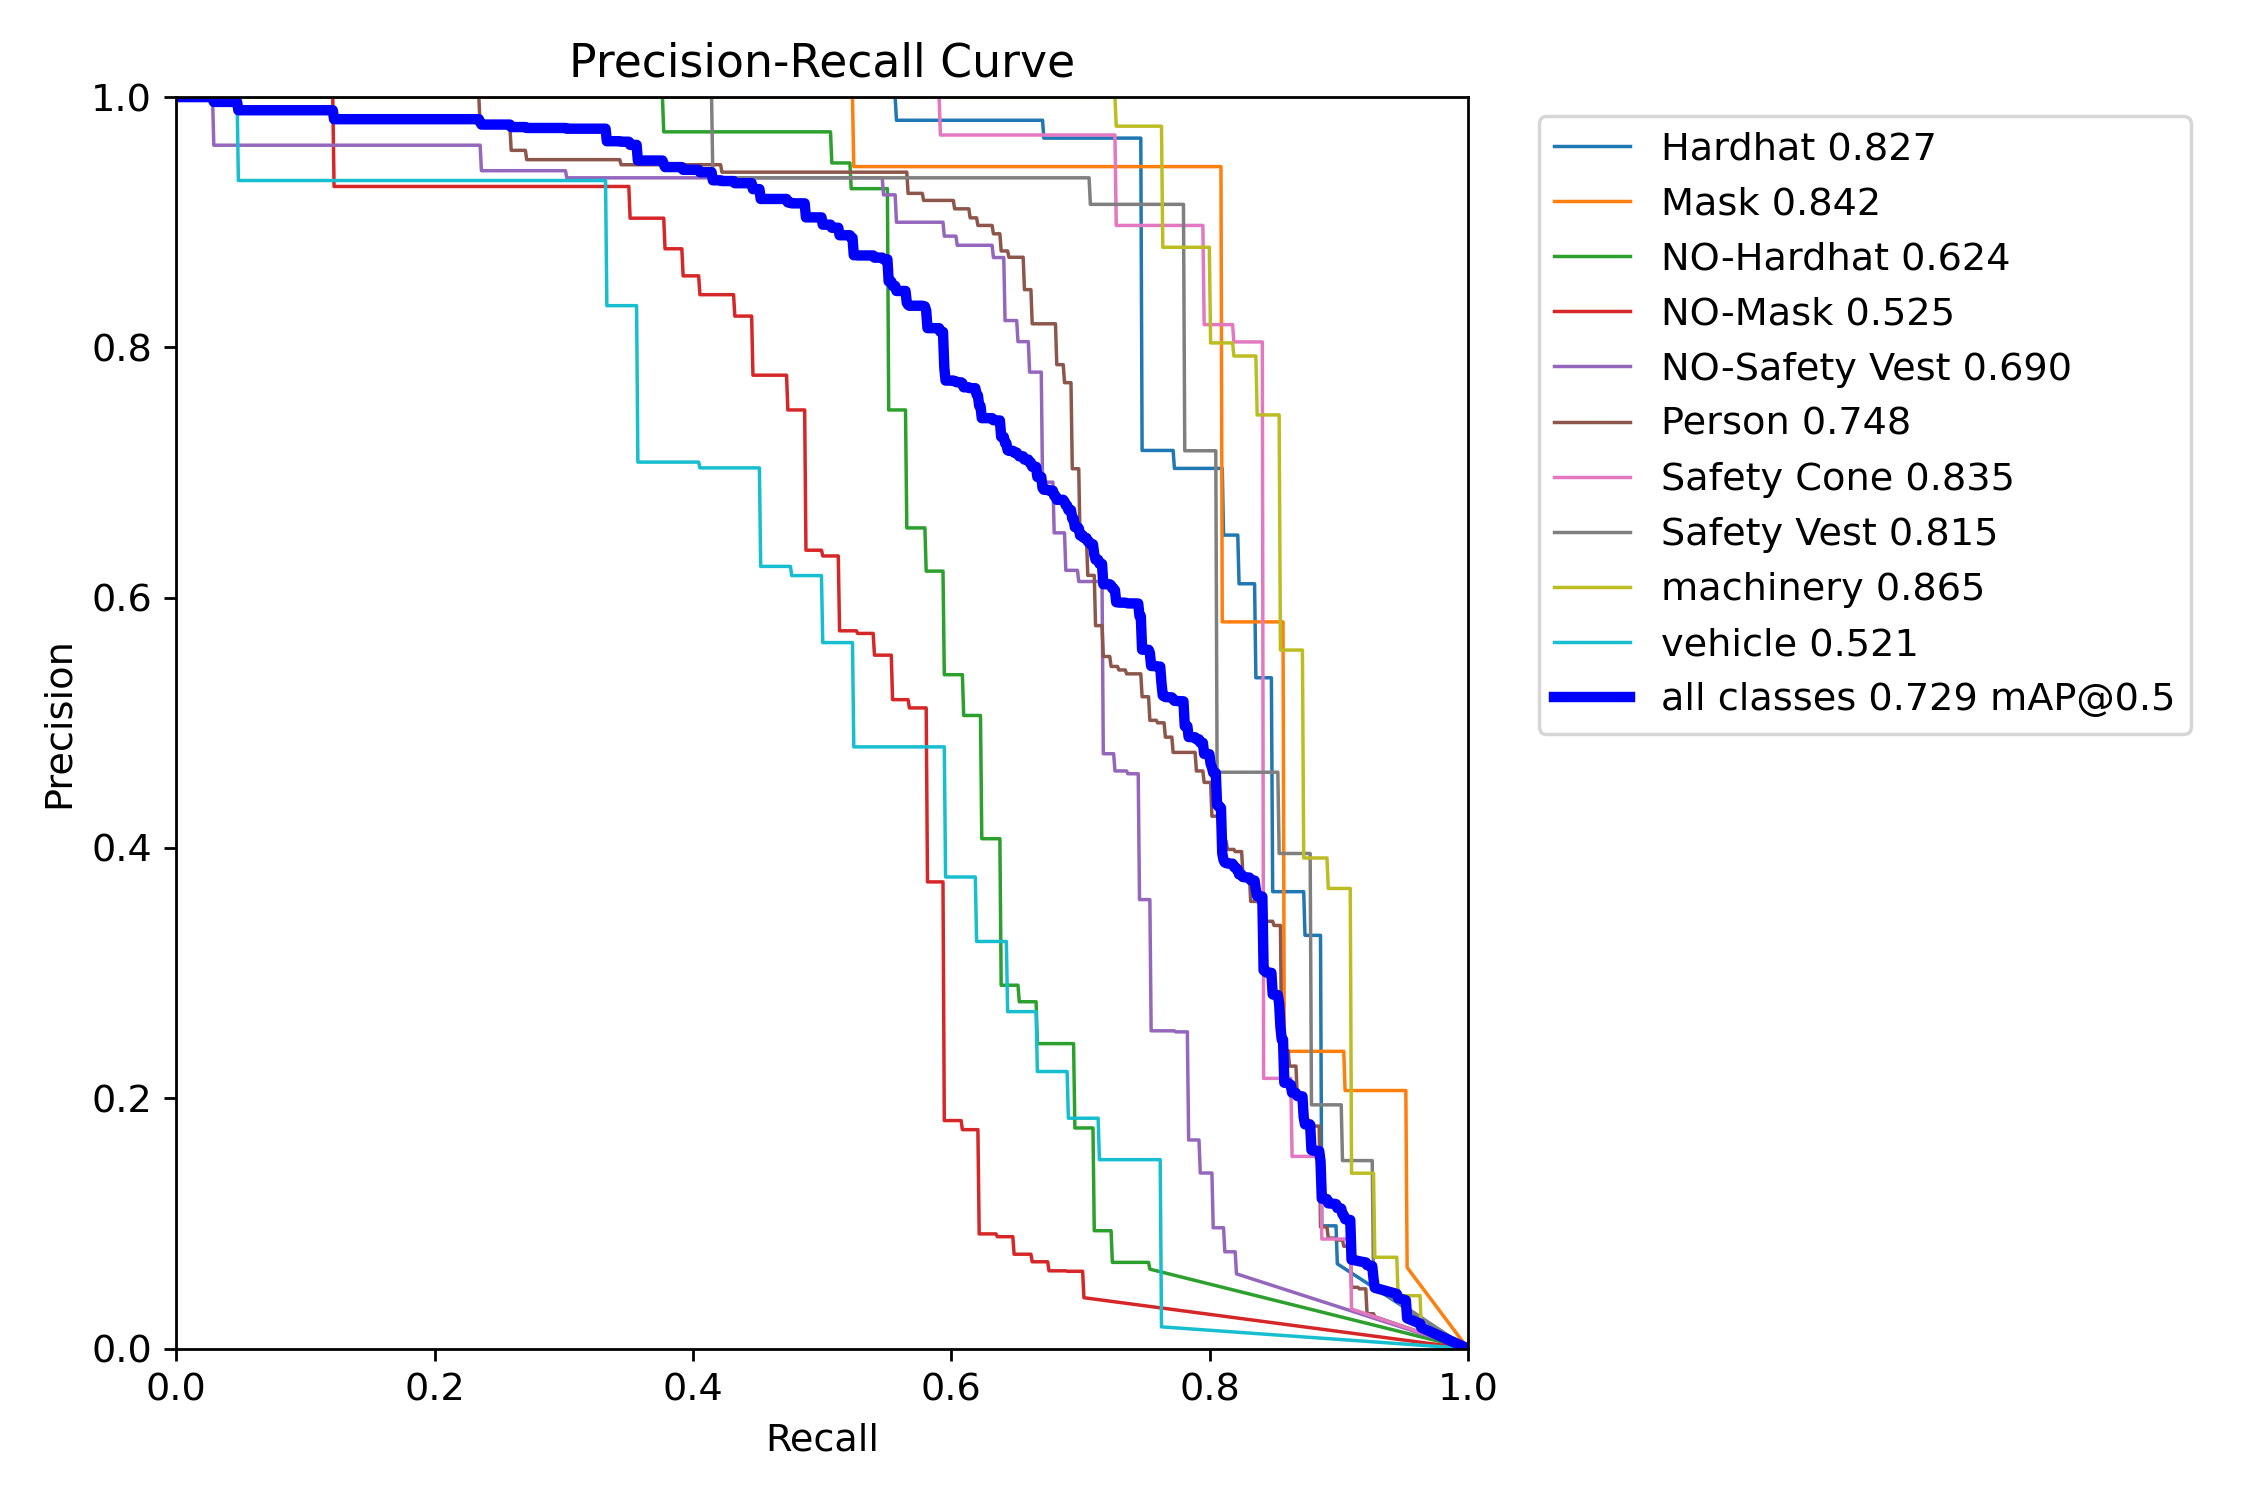 Precision-Recall Curve
1.0
0.8
0.6
0.4
0.2
0.0
Precision
0.0 0.2 0.4 0.6 0.8 1.0
Recall
Hardhat 0.827
Mask 0.842
NO-Hardhat 0.624
NO-Mask 0.525
NO-Safety Vest 0.690
Person 0.748
Safety Cone 0.835
Safety Vest 0.815
machinery 0.865
vehicle 0.521
all classes 0.729 mAP@0.5